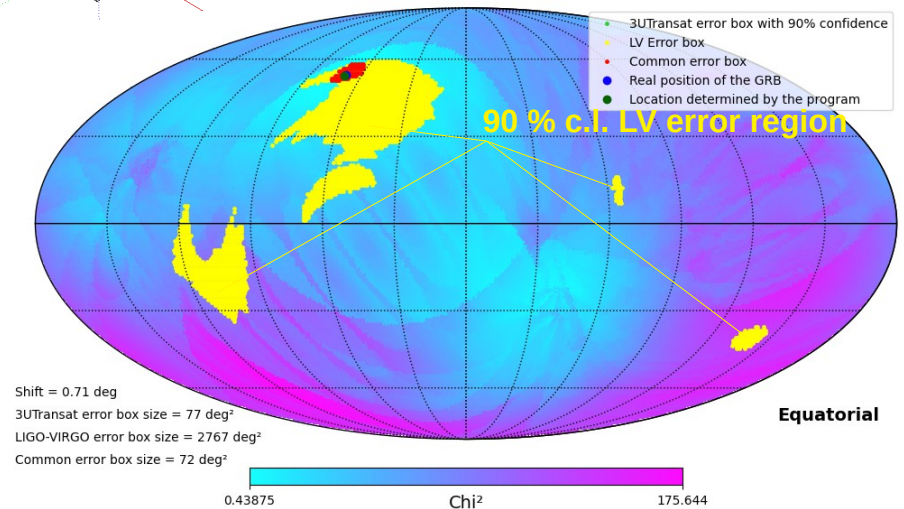 3UTransat error box with 90% confidence
LV Error box
Common error box
Real position of the GRB
Location determined by the program
90 % c.l. LV error region
Shift = 0.71 deg
3UTransat error box size = 77 deg²
LIGO-VIRGO error box size = 2767 deg²
Common error box size = 72 deg²
Equatorial
0.43875
Chi²
175.644